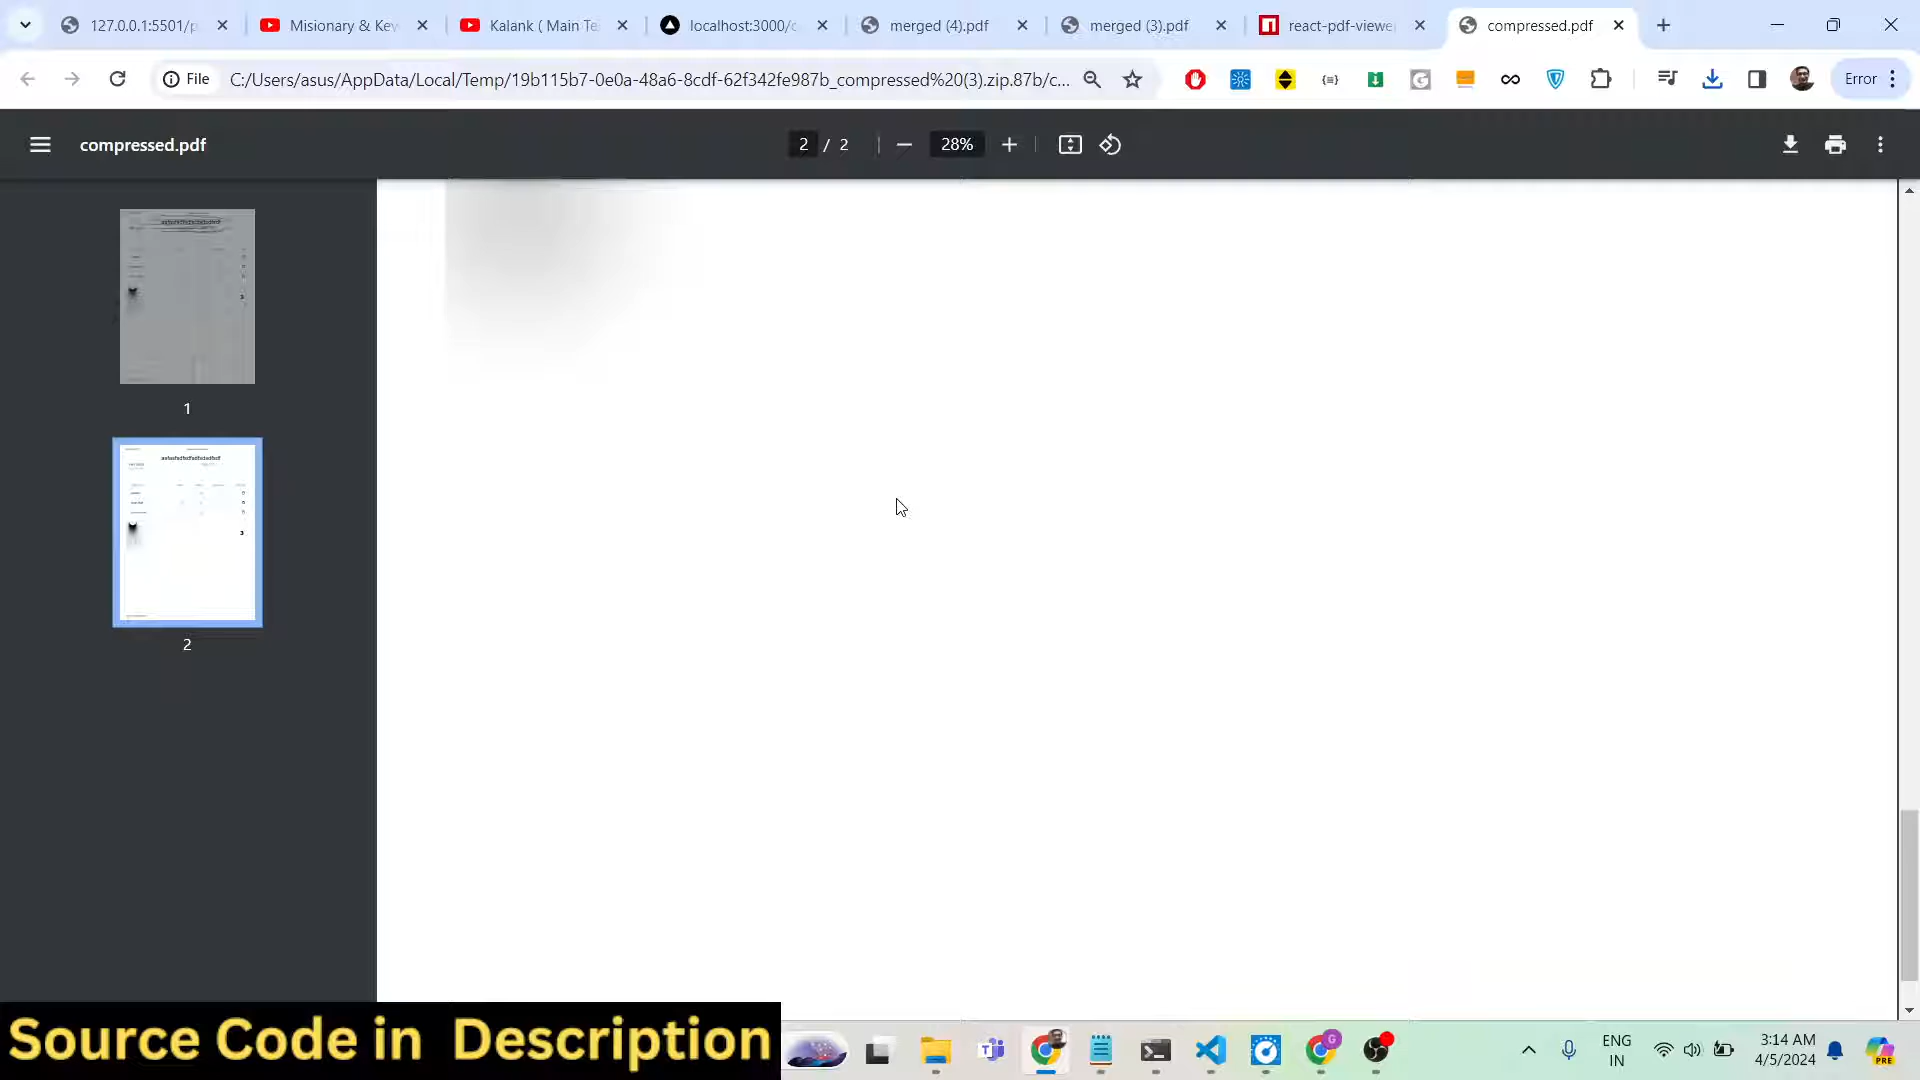 127.0.0.1:5501/p
Misionary & Key
Kalank ( Main Te
localhost:3000/c
merged (4).pdf
merged (3).pdf
react-pdf-viewe
compressed.pdf
File
C:/Users/asus/AppData/Local/Temp/19b115b7-0e0a-48a6-8cdf-62f342fe987b_compressed%20(3).zip.87b/c...
Error
compressed.pdf
2 / 2
28%
1
2
Source Code in Description
ENG
IN
3:14 AM
4/5/2024
PRE